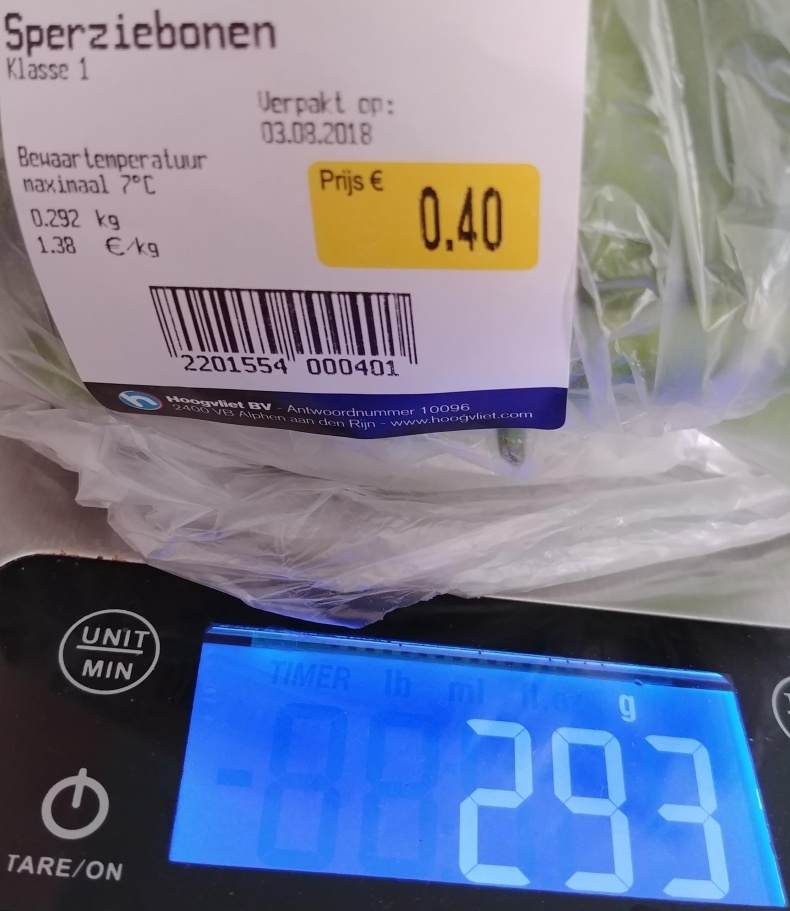 Sperziebonen
Klasse 1
Verpakt op:
03.08.2018
Bewaartemperatuur
maximaal 7°C
0.292 kg
1.38 €/kg
Prijs €
0.40
2201554 000401
Hoogvliet BV - Antwoordnummer 10096
2400 VB Alphen aan den Rijn - www.hoogvliet.com
UNIT
MIN
TIMER lb ml fl.oz
g
293
TARE/ON